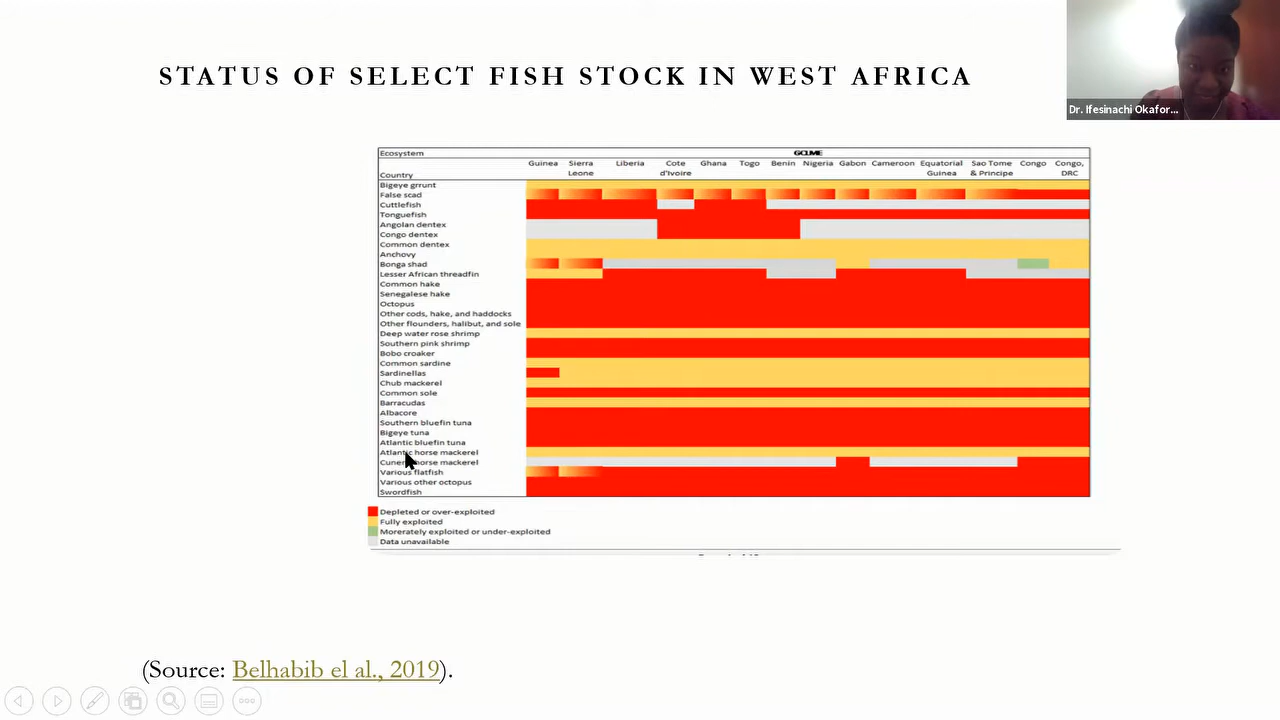 STATUS OF SELECT FISH STOCK IN WEST AFRICA
Dr. Ifesinachi Okafor...
Ecosystem GCLME
Guinea Sierra Leone Liberia Cote d'Ivoire Ghana Togo Benin Nigeria Gabon Cameroon Equatorial Guinea Sao Tome & Principe Congo Congo, DRC
Country
Bigeye grrunt
False scad
Cuttlefish
Tonguefish
Angolan dentex
Congo dentex
Common dentex
Anchovy
Bonga shad
Lesser African threadfin
Common hake
Senegalese hake
Octopus
Other cods, hake, and haddocks
Other flounders, halibut, and sole
Deep water rose shrimp
Southern pink shrimp
Bobo croaker
Common sardine
Sardinellas
Chub mackerel
Common sole
Barracudas
Albacore
Southern bluefin tuna
Bigeye tuna
Atlantic bluefin tuna
Atlantic horse mackerel
horse mackerel
Various flatfish
Various other octopus
Swordfish
Depleted or over-exploited
Fully exploited
Morerately exploited or under-exploited
Data unavailable
(Source: Belhabib el al., 2019).